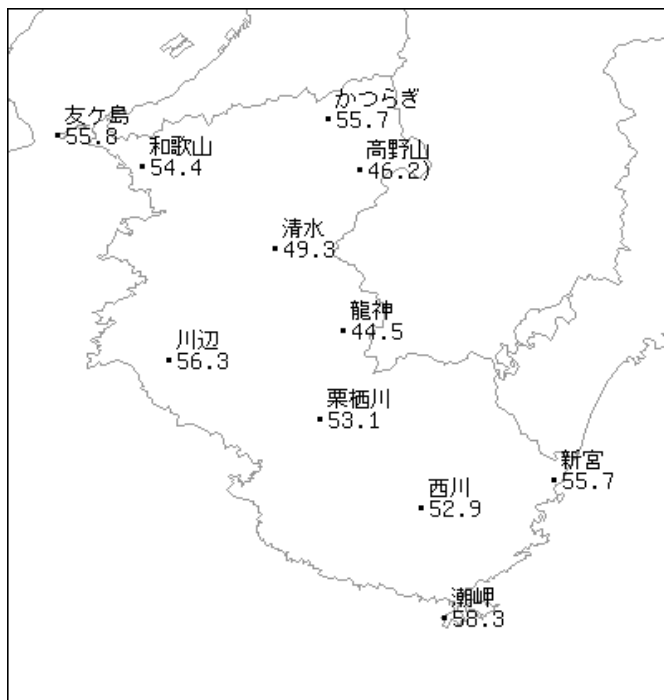 かつらぎ
55.7
友ケ島
55.8
和歌山
54.4
高野山
46.2)
清水
49.3
龍神
44.5
川辺
56.3
栗栖川
53.1
新宮
55.7
西川
52.9
潮岬
58.3